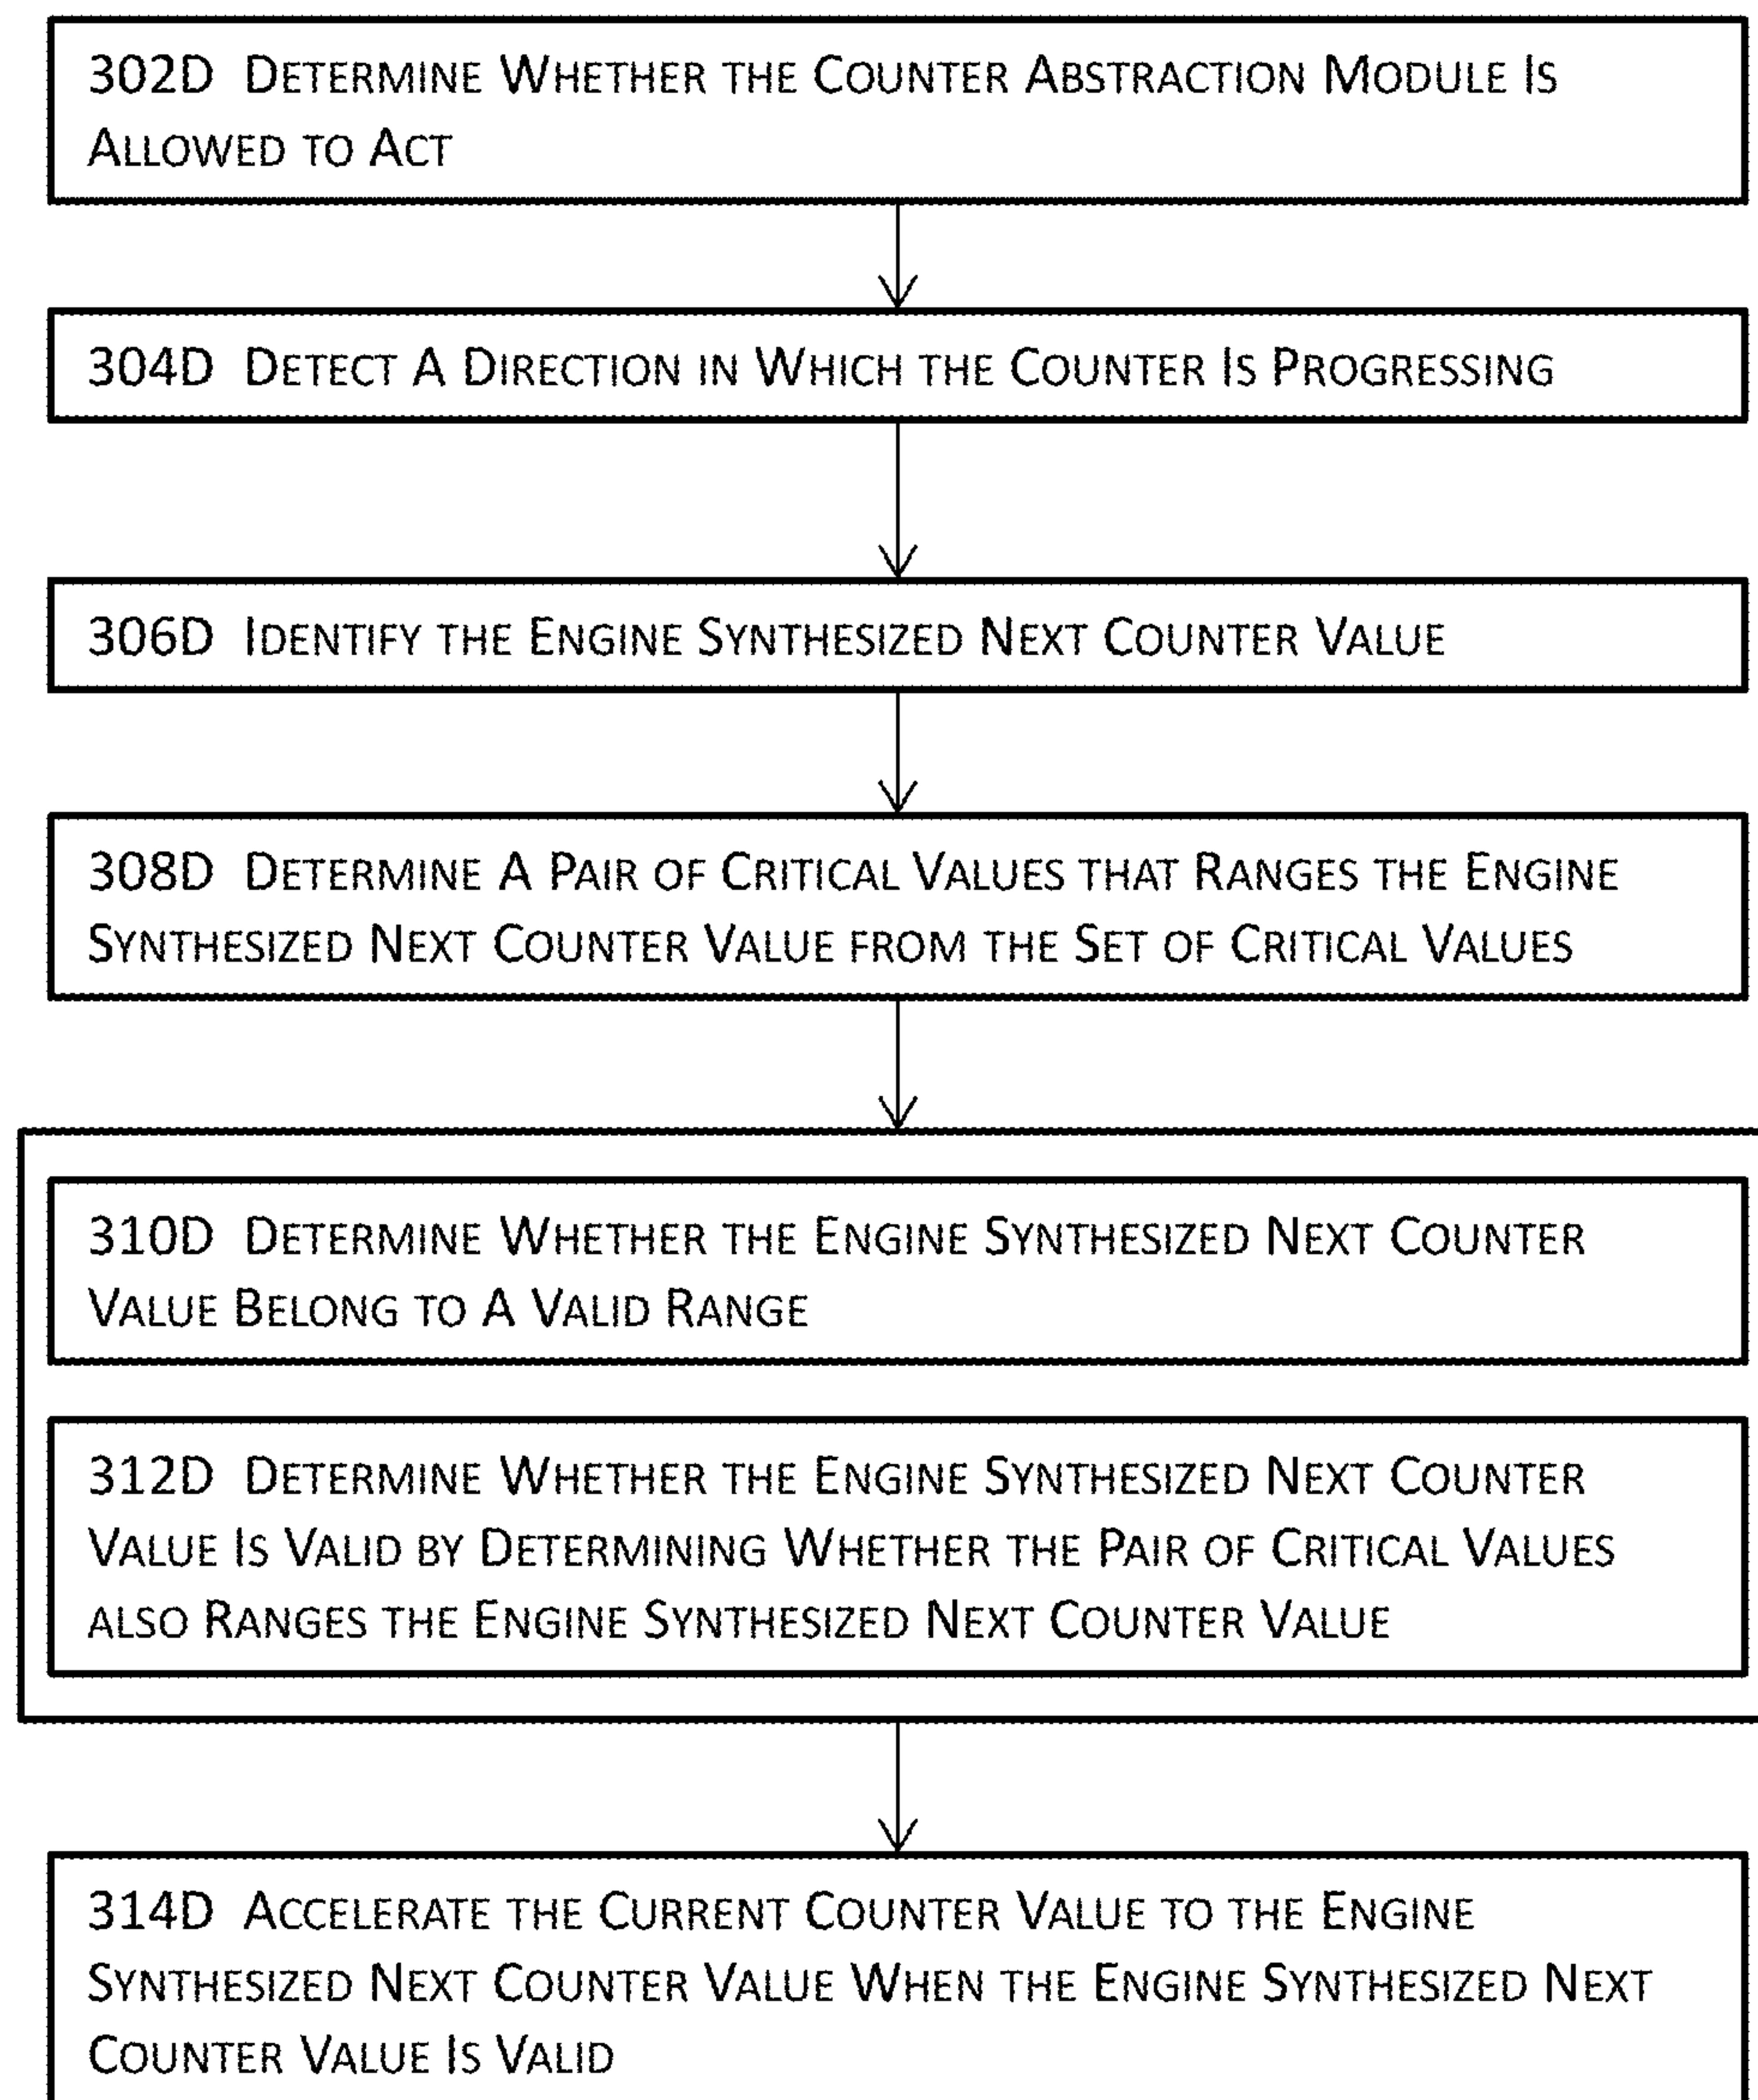 302D DETERMINE WHETHER THE COUNTER ABSTRACTION MODULE IS
ALLOWED TO ACT
304D DETECT A DIRECTION IN WHICH THE COUNTER IS PROGRESSING
306D IDENTIFY THE ENGINE SYNTHESIZED NEXT COUNTER VALUE
308D DETERMINE A PAIR OF CRITICAL VALUES THAT RANGES THE ENGINE
SYNTHESIZED NEXT COUNTER VALUE FROM THE SET OF CRITICAL VALUES
310D DETERMINE WHETHER THE ENGINE SYNTHESIZED NEXT COUNTER
VALUE BELONG TO A VALID RANGE
312D DETERMINE WHETHER THE ENGINE SYNTHESIZED NEXT COUNTER
VALUE IS VALID BY DETERMINING WHETHER THE PAIR OF CRITICAL VALUES
ALSO RANGES THE ENGINE SYNTHESIZED NEXT COUNTER VALUE
314D ACCELERATE THE CURRENT COUNTER VALUE TO THE ENGINE
SYNTHESIZED NEXT COUNTER VALUE WHEN THE ENGINE SYNTHESIZED NEXT
COUNTER VALUE IS VALID